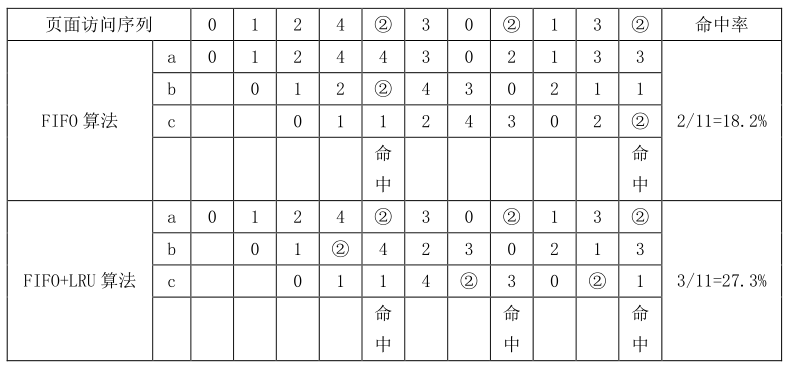 页面访问序列 0 1 2 4 ② 3 0 ② 1 3 ② 命中率
FIFO 算法 a 0 1 2 4 4 3 0 2 1 3 3 2/11=18.2%
b 0 1 2 ② 4 3 0 2 1 1
c 0 1 1 2 4 3 0 2 ②
命中 命中
FIFO+LRU 算法 a 0 1 2 4 ② 3 0 ② 1 3 ② 3/11=27.3%
b 0 1 ② 4 2 3 0 2 1 3
c 0 1 1 4 ② 3 0 ② 1
命中 命中 命中